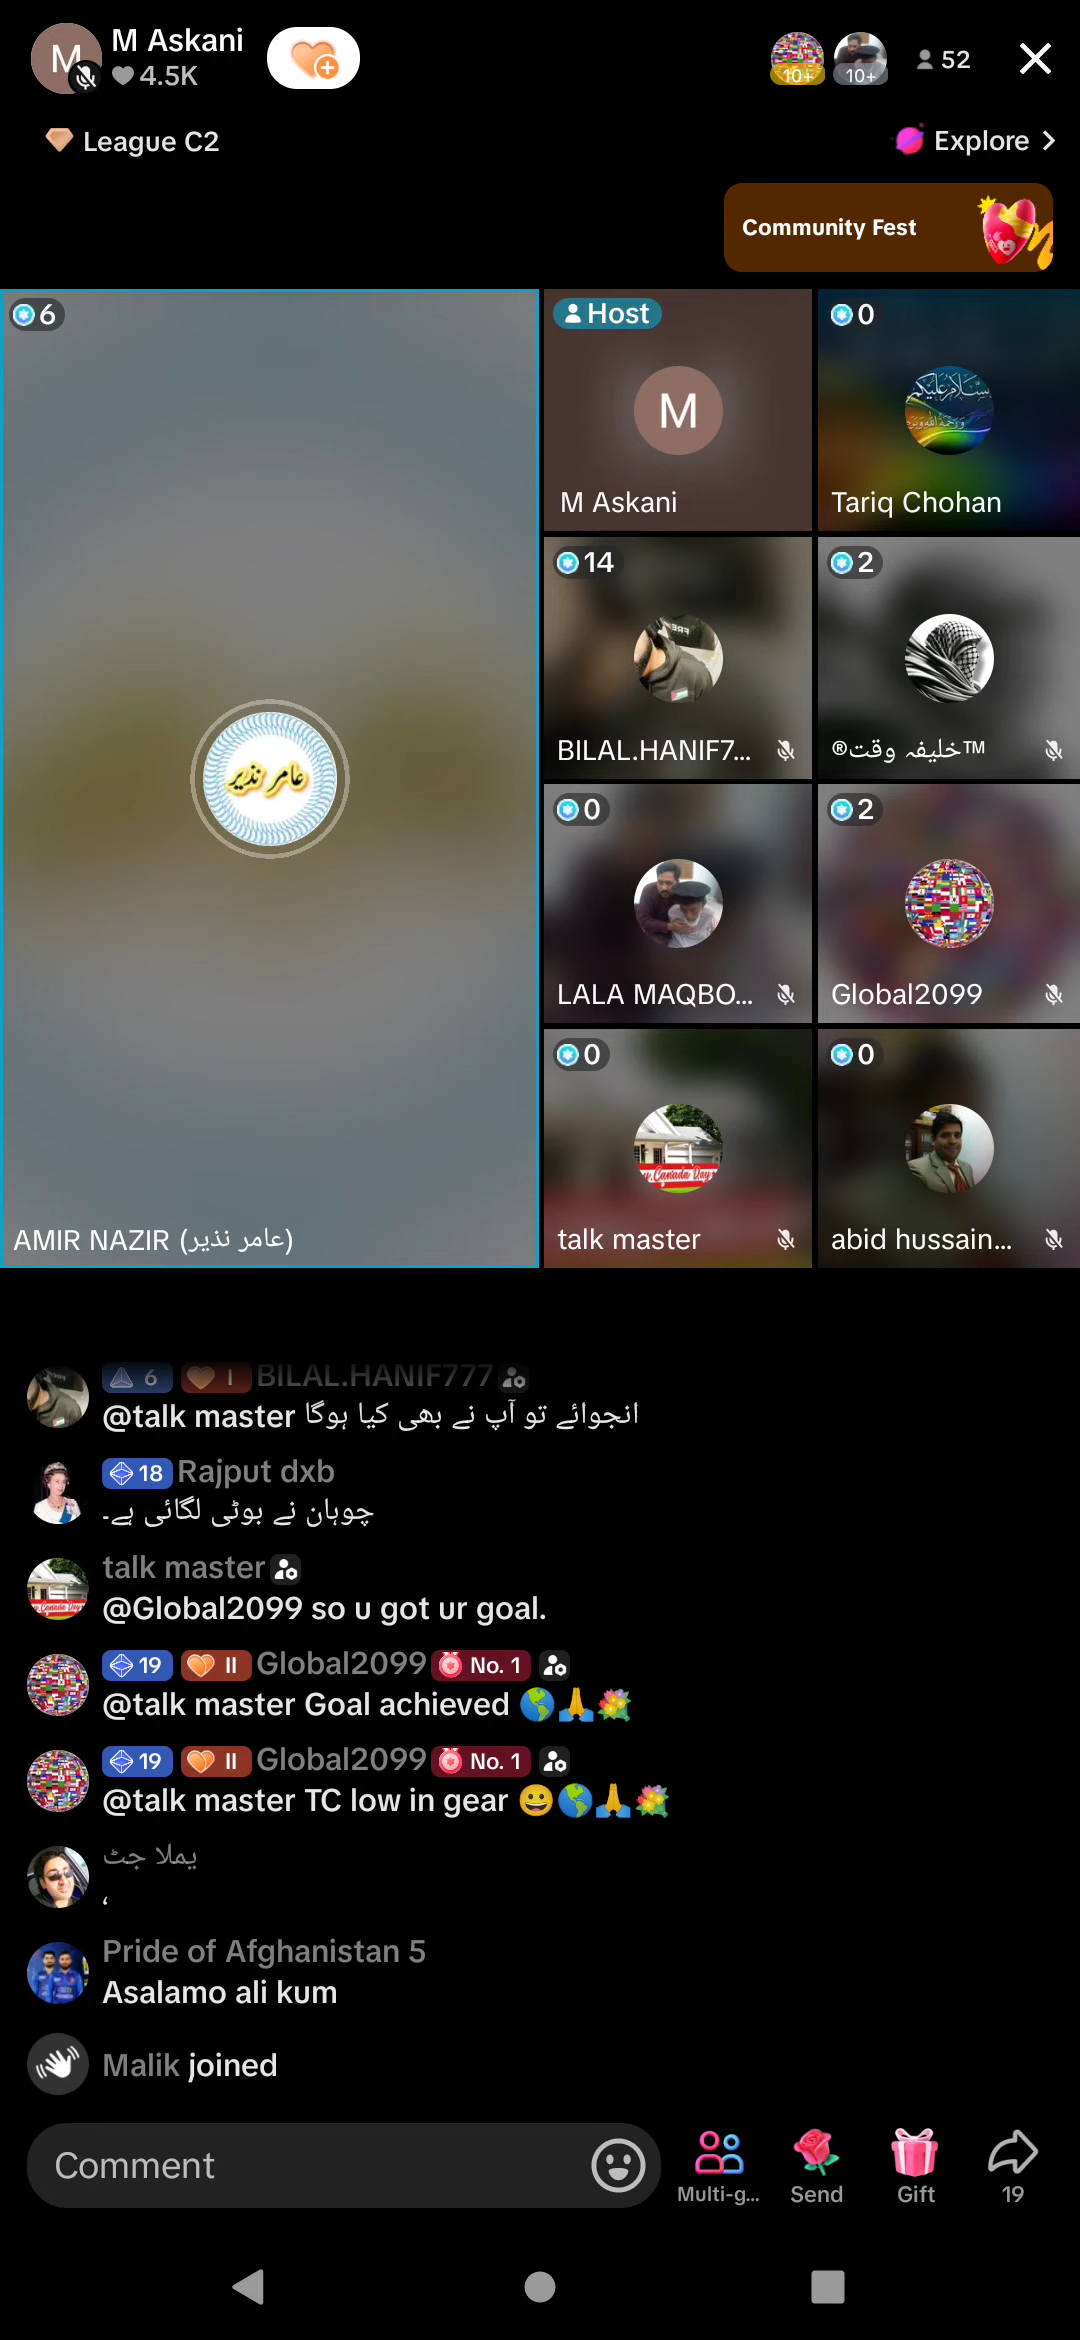 M Askani
4.5K
10+
10+
52
League C2
Explore
Community Fest
6
Host
M
M Askani
0
Tariq Chohan
14
BILAL.HANIF7...
2
®خلیفہ وقت™
0
LALA MAQBO...
2
Global2099
عامر نذیر
AMIR NAZIR (عامر نذیر)
0
talk master
0
abid hussain...
6 I BILAL.HANIF777
@talk master انجوائے تو آپ نے بھی کیا ہوگا
18 Rajput dxb
چوہان نے بوٹی لگائی ہے۔
talk master
@Global2099 so u got ur goal.
19 II Global2099 No. 1
@talk master Goal achieved 🌎🙏💐
19 II Global2099 No. 1
@talk master TC low in gear 😀🌎🙏💐
یملا جٹ
،
Pride of Afghanistan 5
Asalamo ali kum
Malik joined
Comment
Multi-g...
Send
Gift
19